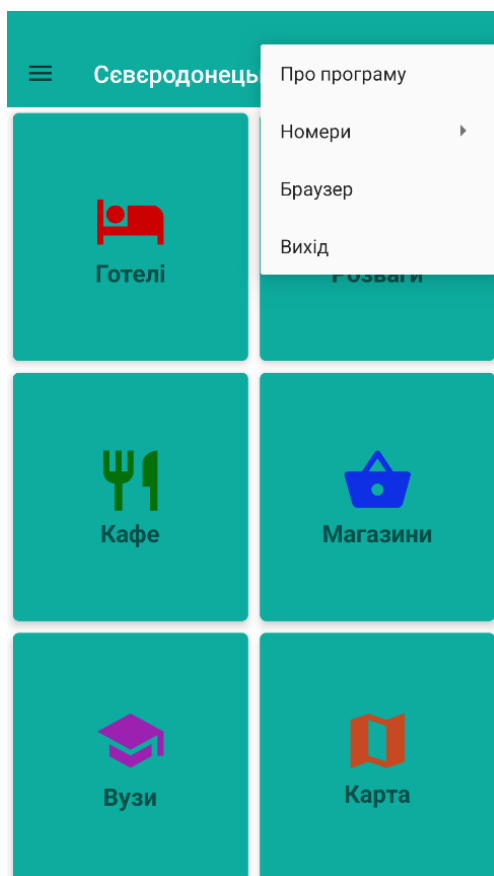 Сєвєродонець
Про програму
Номери
Браузер
Вихід
Готелі
Розваги
Кафе
Магазини
Вузи
Карта